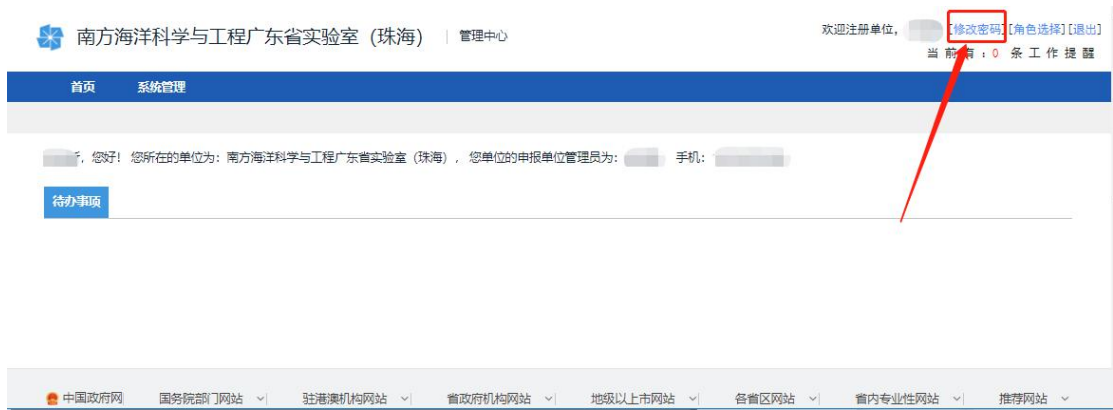 南方海洋科学与工程广东省实验室（珠海） 管理中心
欢迎注册单位， [修改密码][角色选择][退出]
当前有：0 条工作提醒
首页 系统管理
，您好！ 您所在的单位为：南方海洋科学与工程广东省实验室（珠海），您单位的申报单位管理员为： 手机：
待办事项
中国政府网 国务院部门网站 驻港澳机构网站 省政府机构网站 地级以上市网站 各省区网站 省内专业性网站 推荐网站